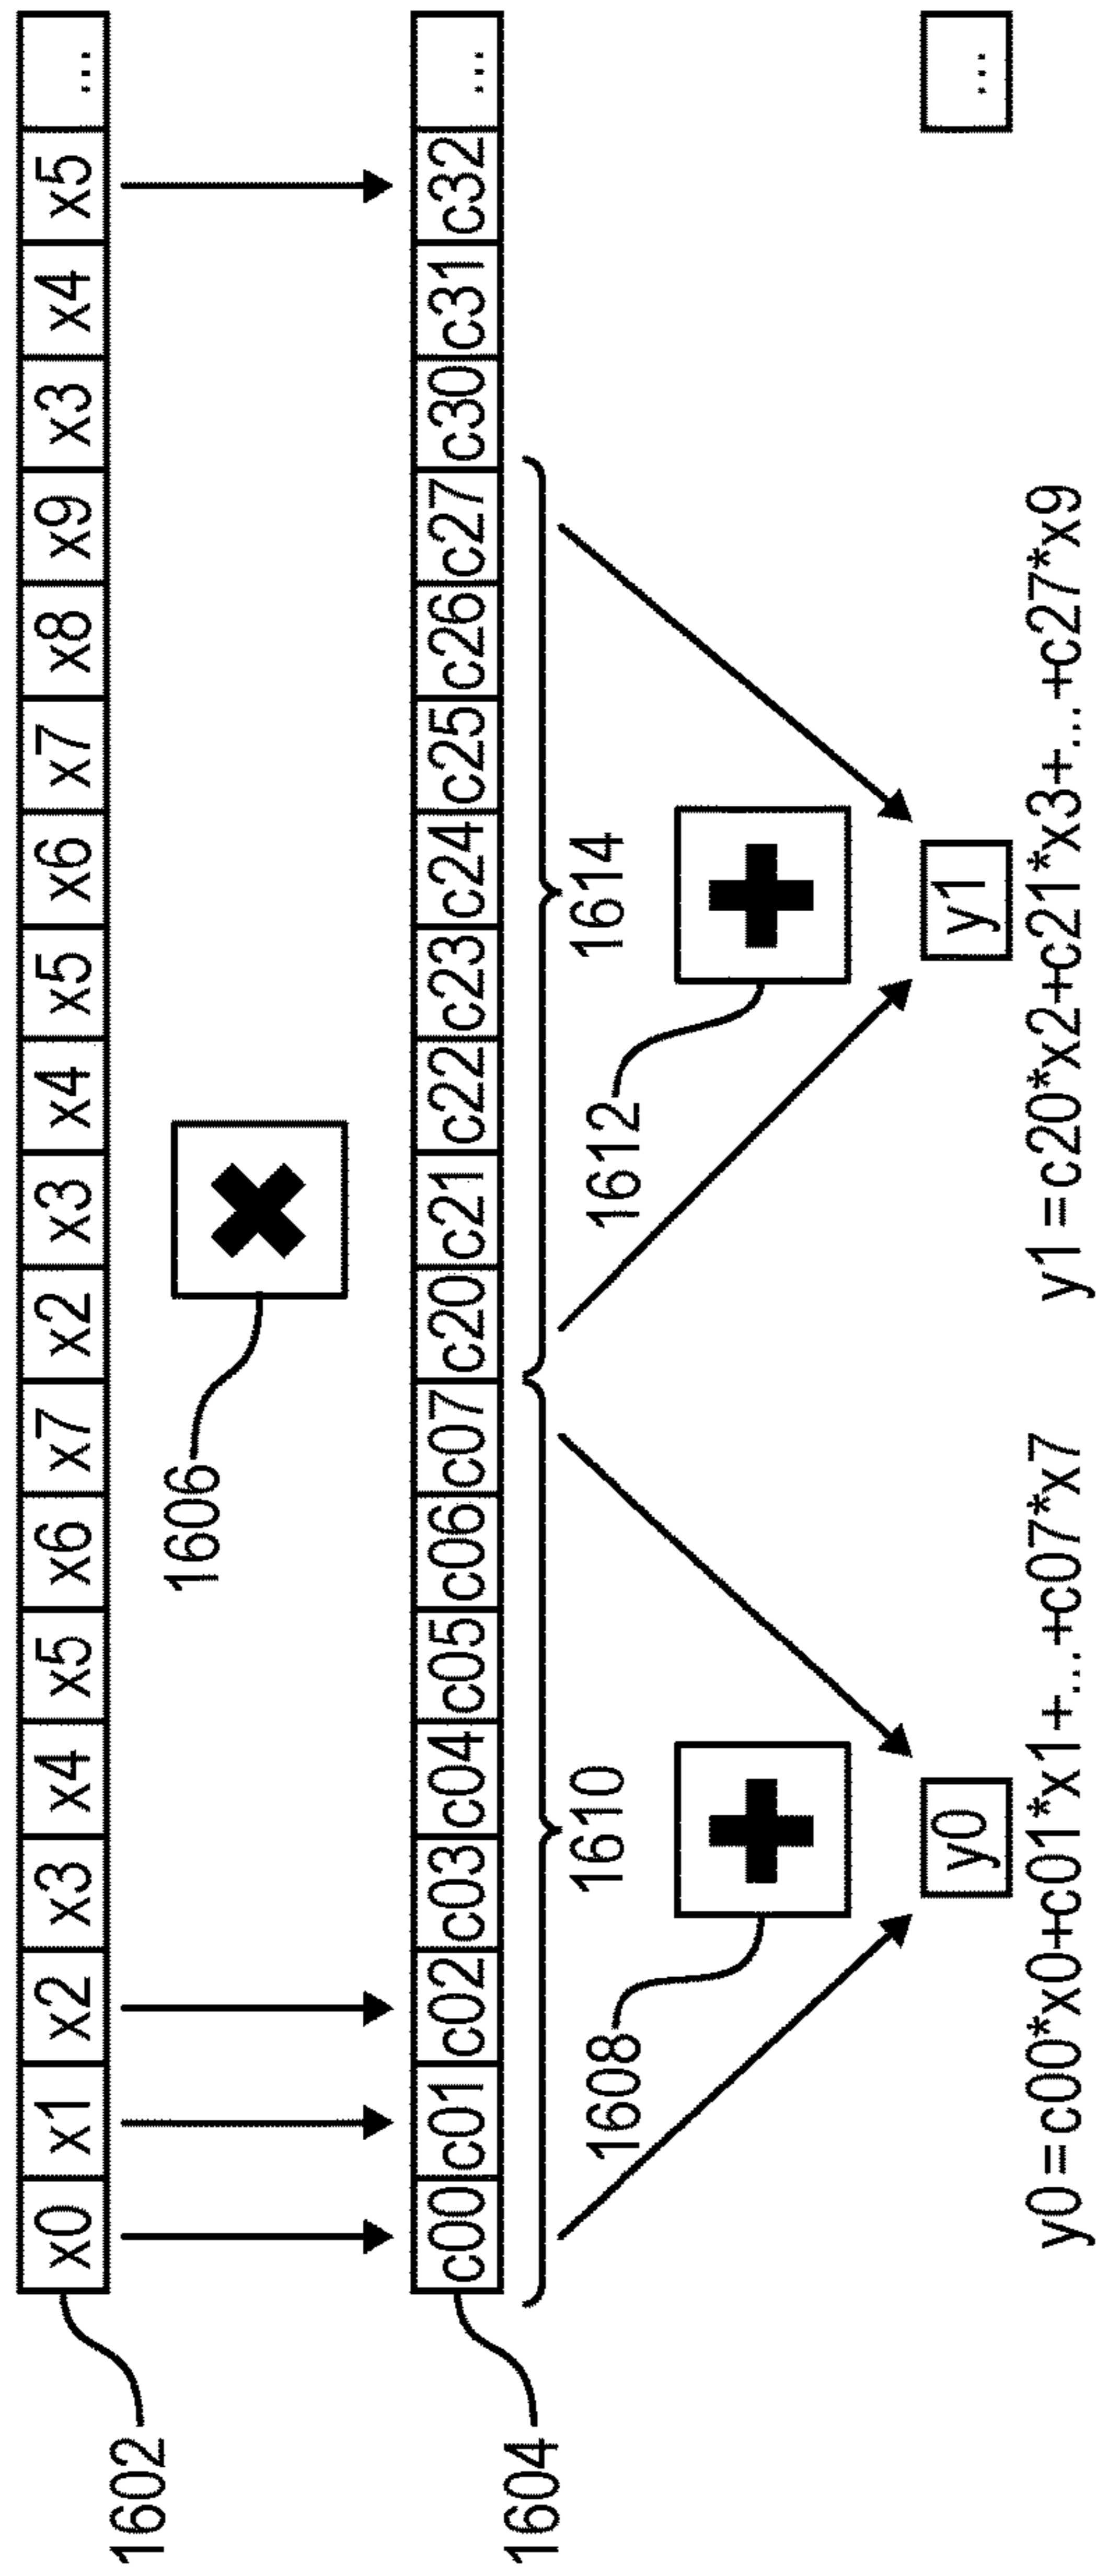 x0 x1 x2 x3 x4 x5 x6 x7 x2 x3 x4 x5 x6 x7 x8 x9 x3 x4 x5 ...
1602
1606
c00 c01 c02 c03 c04 c05 c06 c07 c20 c21 c22 c23 c24 c25 c26 c27 c30 c31 c32 ...
1604
1610
1614
1608
1612
y0
y1
...
y0=c00*x0+c01*x1+...+c07*x7
y1=c20*x2+c21*x3+...+c27*x9